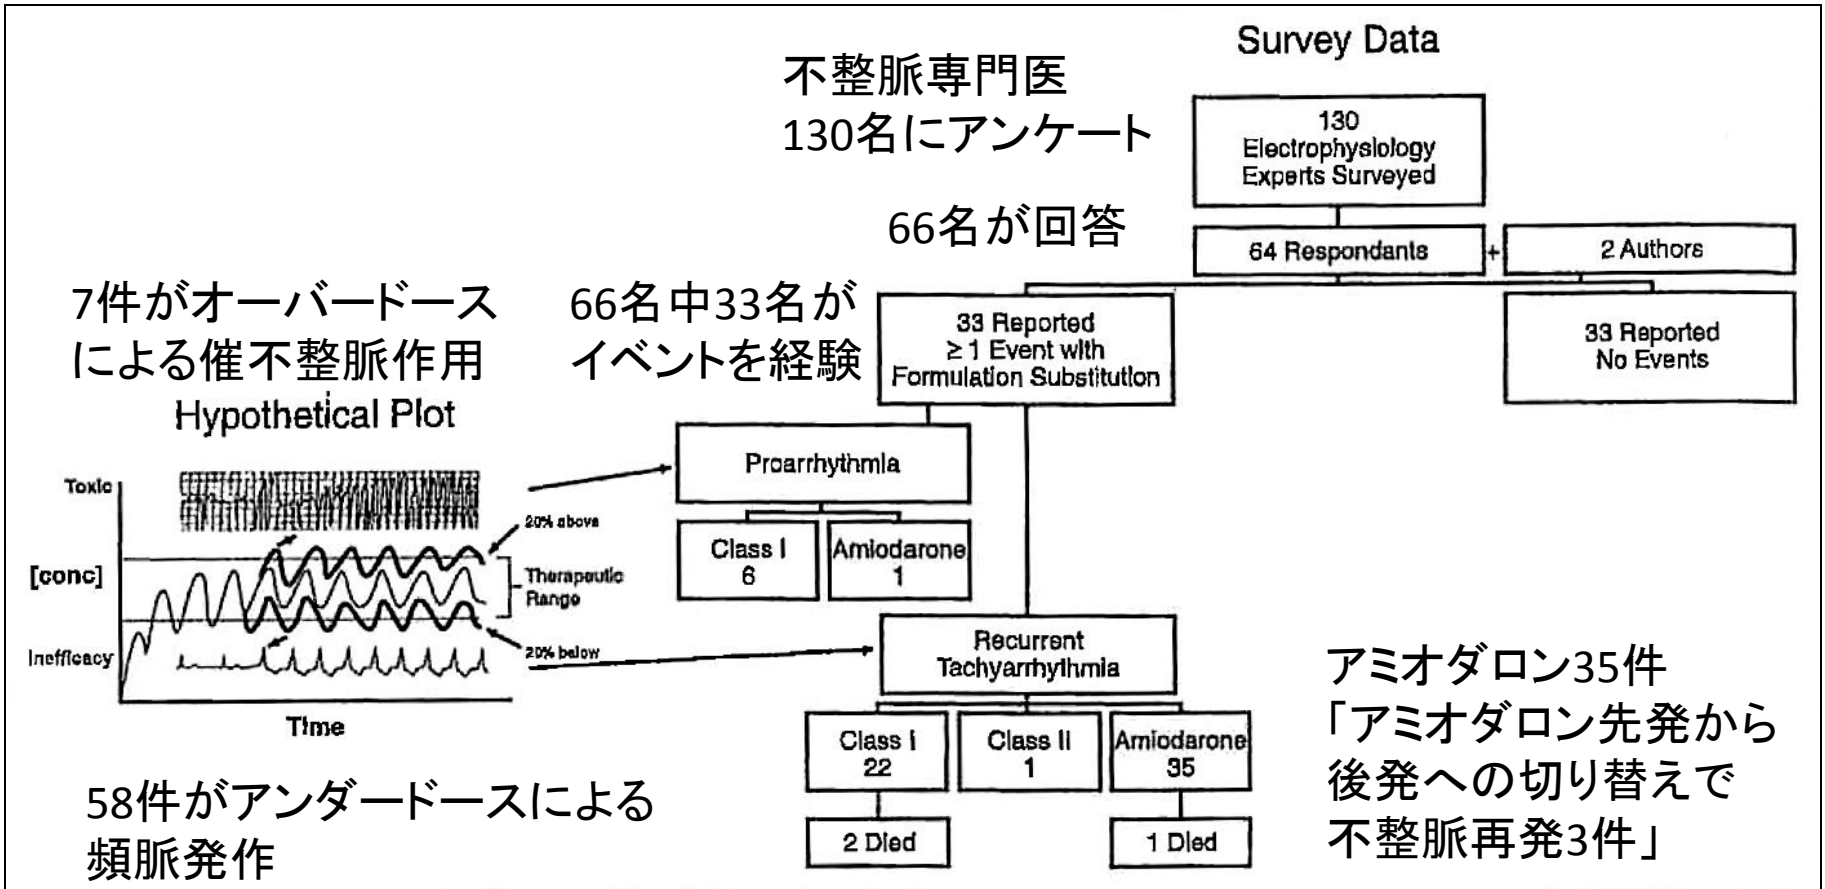 Survey Data
不整脈専門医
130名にアンケート
130
Electrophysiology
Experts Surveyed
66名が回答
64 Respondants
+
2 Authors
7件がオーバードース
による催不整脈作用
66名中33名が
イベントを経験
33 Reported
≥ 1 Event with
Formulation Substitution
33 Reported
No Events
Hypothetical Plot
Proarrhythmia
Class I
6
Amiodarone
1
Toxic
[conc]
Inefficacy
20% above
Therapeutic
Range
20% below
Time
Recurrent
Tachyarrhythmia
Class I
22
Class II
1
Amiodarone
35
2 Died
1 Died
アミオダロン35件
「アミオダロン先発から
後発への切り替えで
不整脈再発3件」
58件がアンダードースによる
頻脈発作